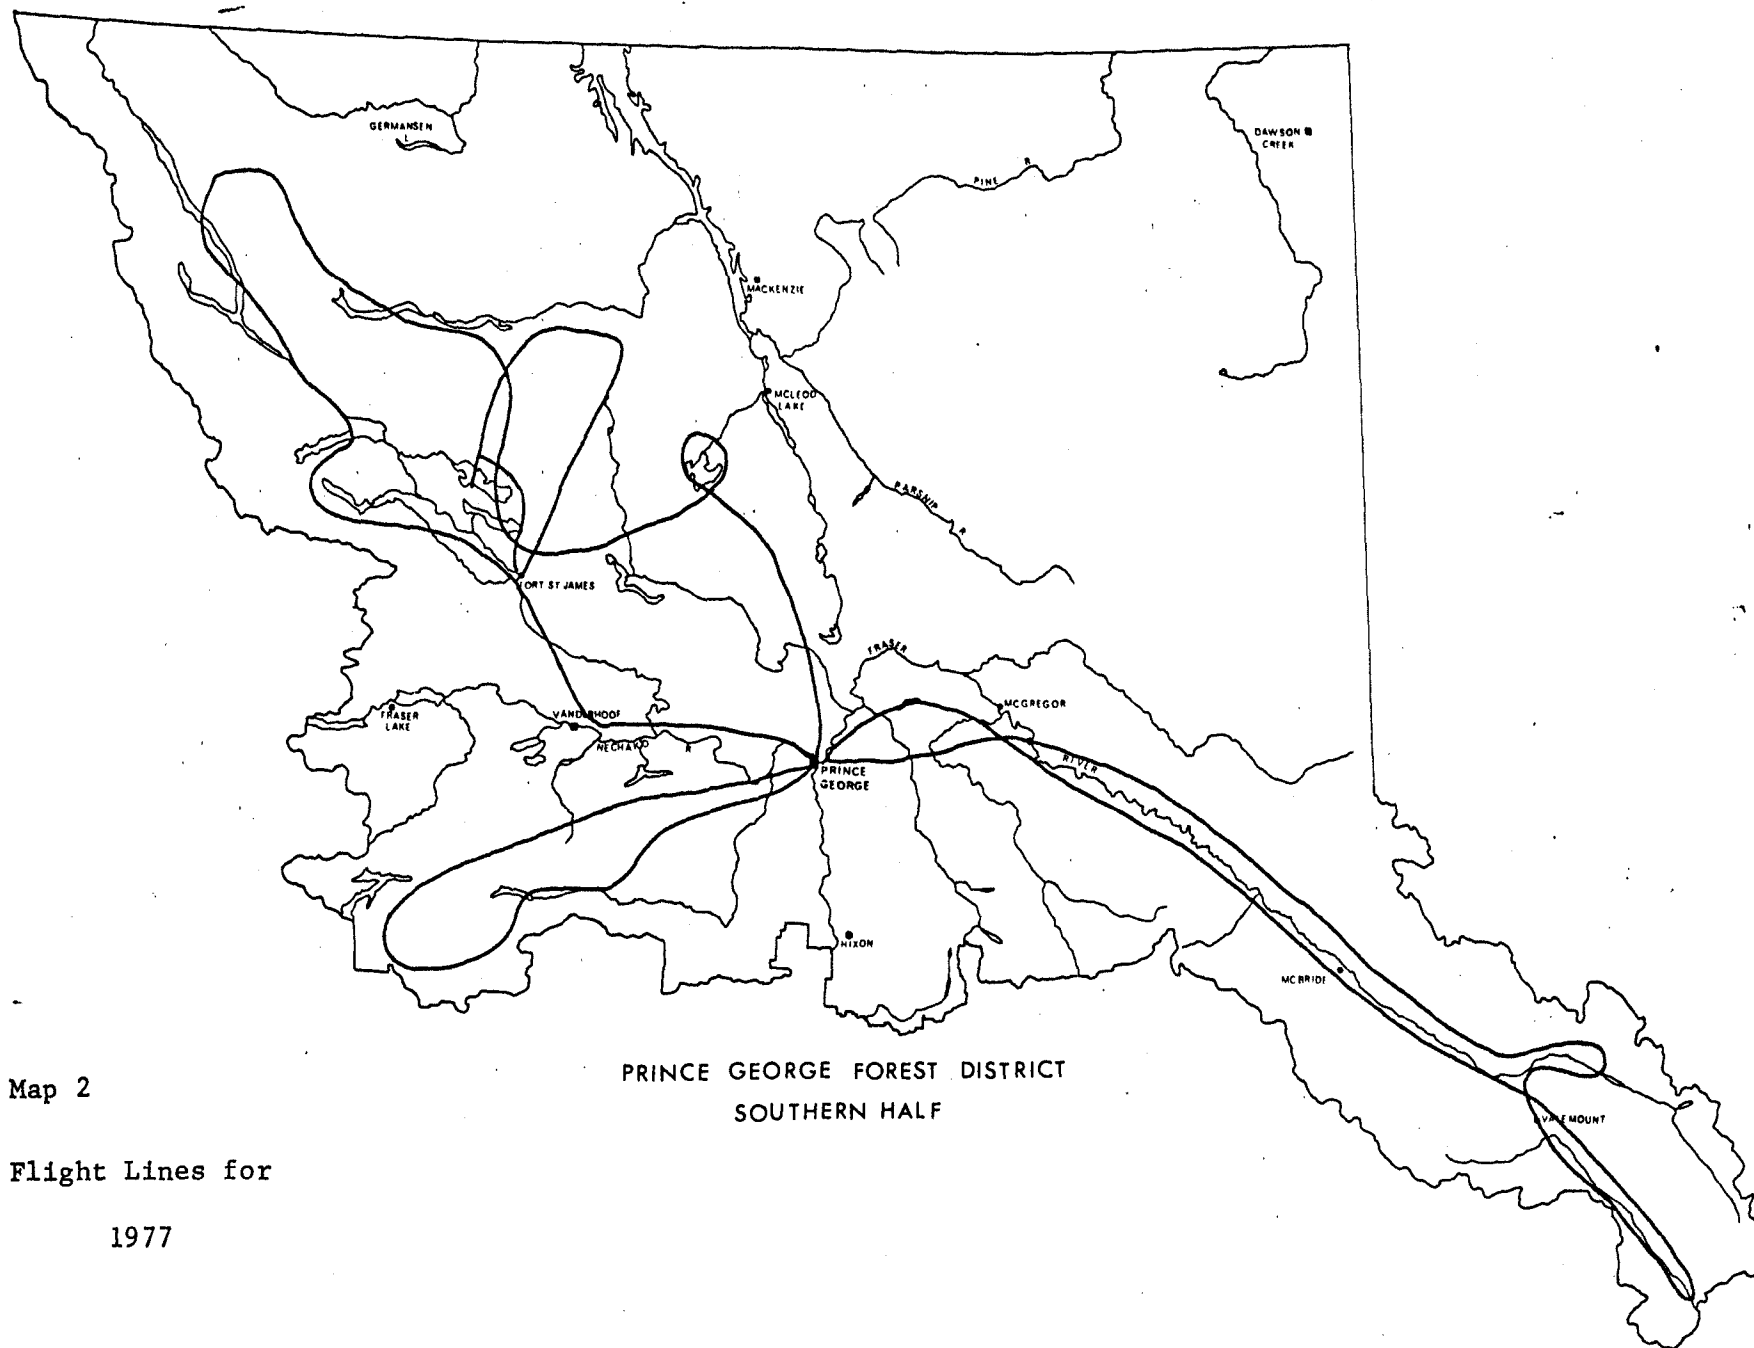 GERMANSEN
L
DAWSON
CREEK
PINE R
MACKENZIE
MCLEOD
LAKE
PARSNIP R
FORT ST JAMES
FRASER
MCGREGOR
FRASER
LAKE
VANDERHOOF
NECHAKO R
RIVER
PRINCE
GEORGE
HIXON
MCBRIDE
VALEMOUNT
PRINCE GEORGE FOREST DISTRICT
SOUTHERN HALF
Map 2
Flight Lines for
1977